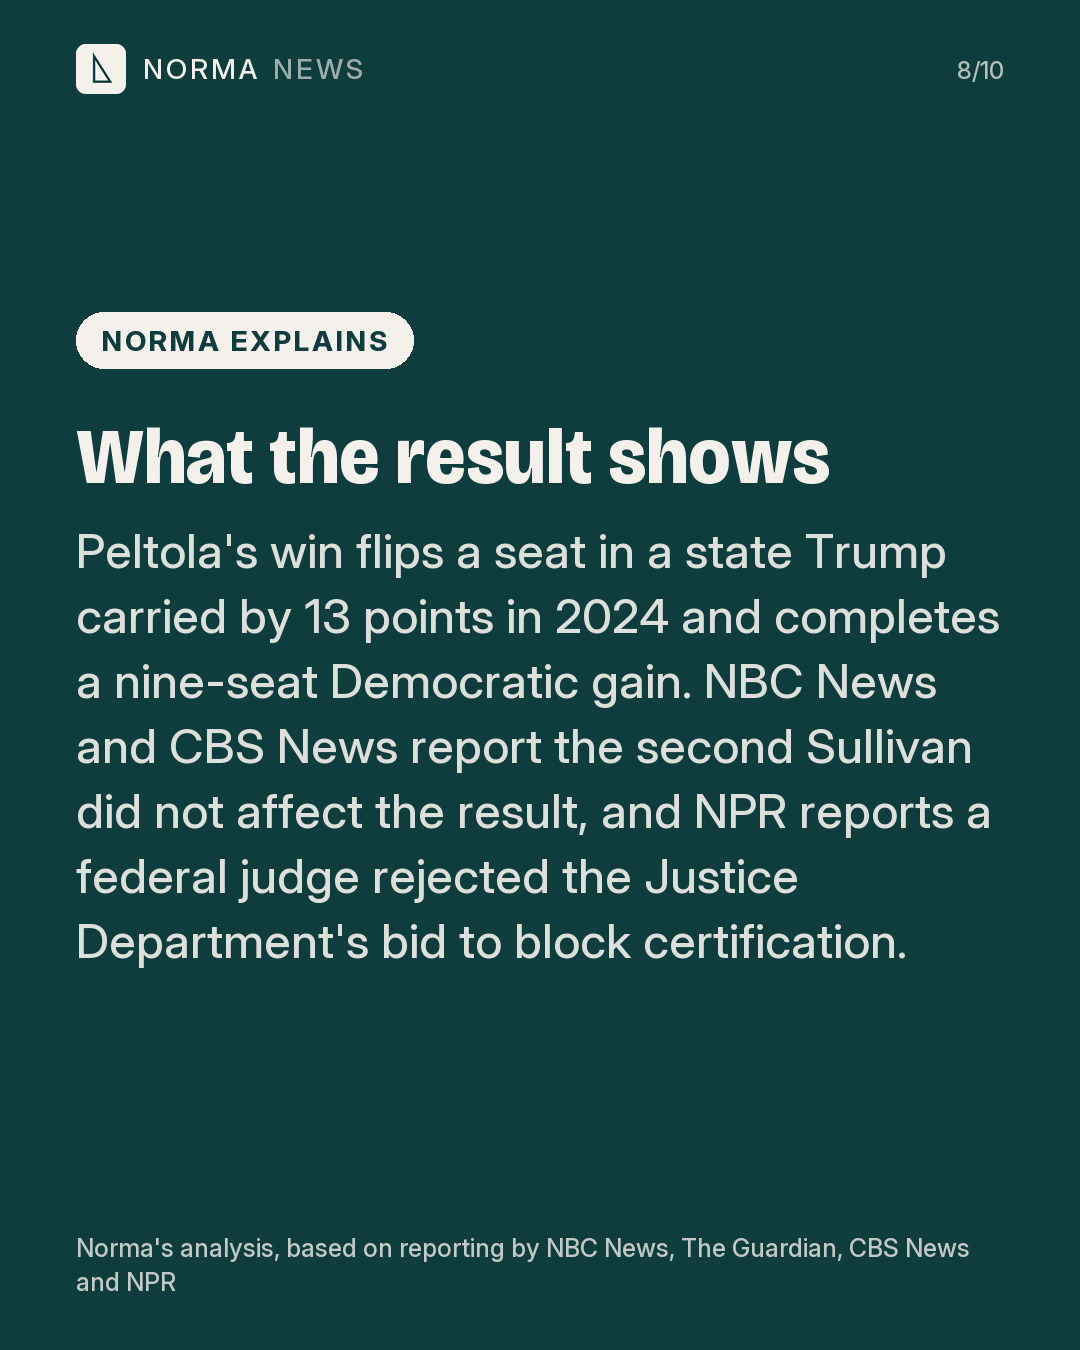 NORMA NEWS
8/10
NORMA EXPLAINS
What the result shows
Peltola's win flips a seat in a state Trump
carried by 13 points in 2024 and completes
a nine-seat Democratic gain. NBC News
and CBS News report the second Sullivan
did not affect the result, and NPR reports a
federal judge rejected the Justice
Department's bid to block certification.
Norma's analysis, based on reporting by NBC News, The Guardian, CBS News
and NPR